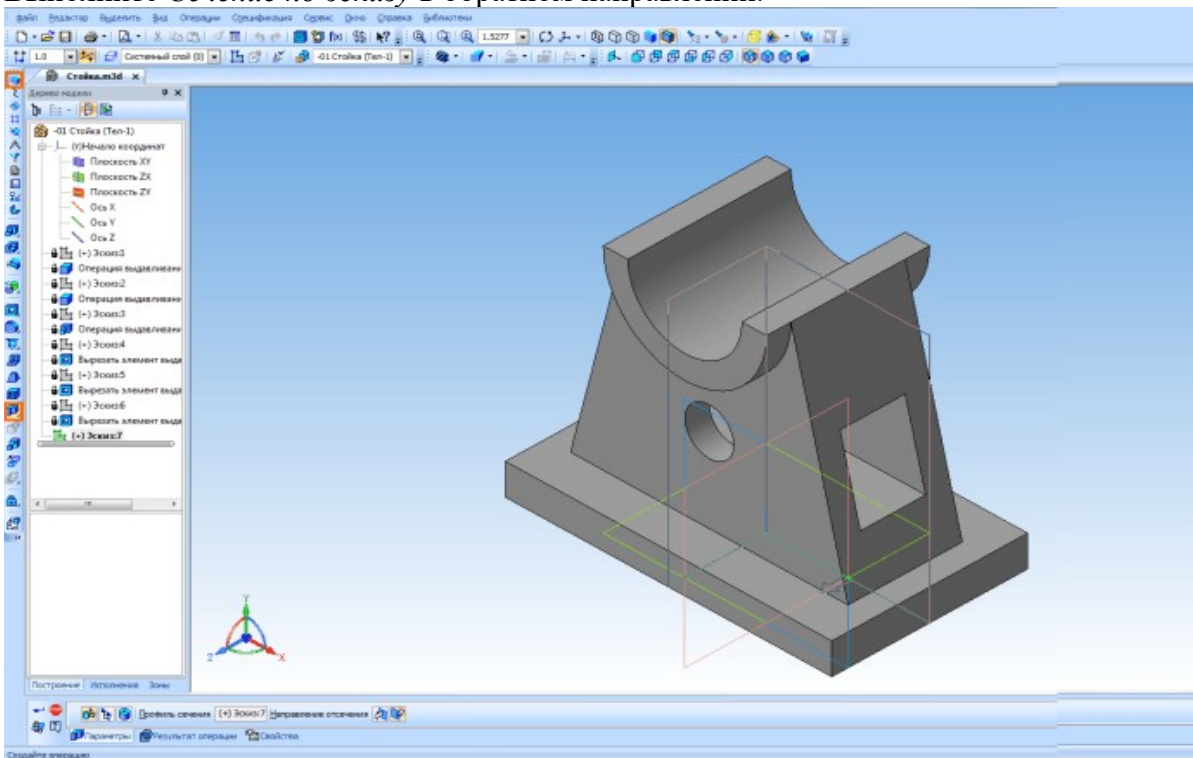 Выполните Сечение по эскизу в обратном направлении.
Файл Редактор Выделить Вид Операции Спецификация Сервис Окно Справка Библиотеки
1.5277
1.0 Системный слой (0) -01 Стойка (Тел-1)
Стойка.m3d x
Дерево модели
-01 Стойка (Тел-1)
(т)Начало координат
Плоскость XY
Плоскость ZX
Плоскость ZY
Ось X
Ось Y
Ось Z
(+) Эскиз:1
Операция выдавливани
(+) Эскиз:2
Операция выдавливани
(+) Эскиз:3
Операция выдавливани
(+) Эскиз:4
Вырезать элемент выда
(+) Эскиз:5
Вырезать элемент выда
(+) Эскиз:6
Вырезать элемент выда
(+) Эскиз:7
Y
Z
X
Построение Исполнения Зоны
Профиль сечения (+) Эскиз:7 Направление отсечения
Параметры Результат операции Свойства
Создайте операцию